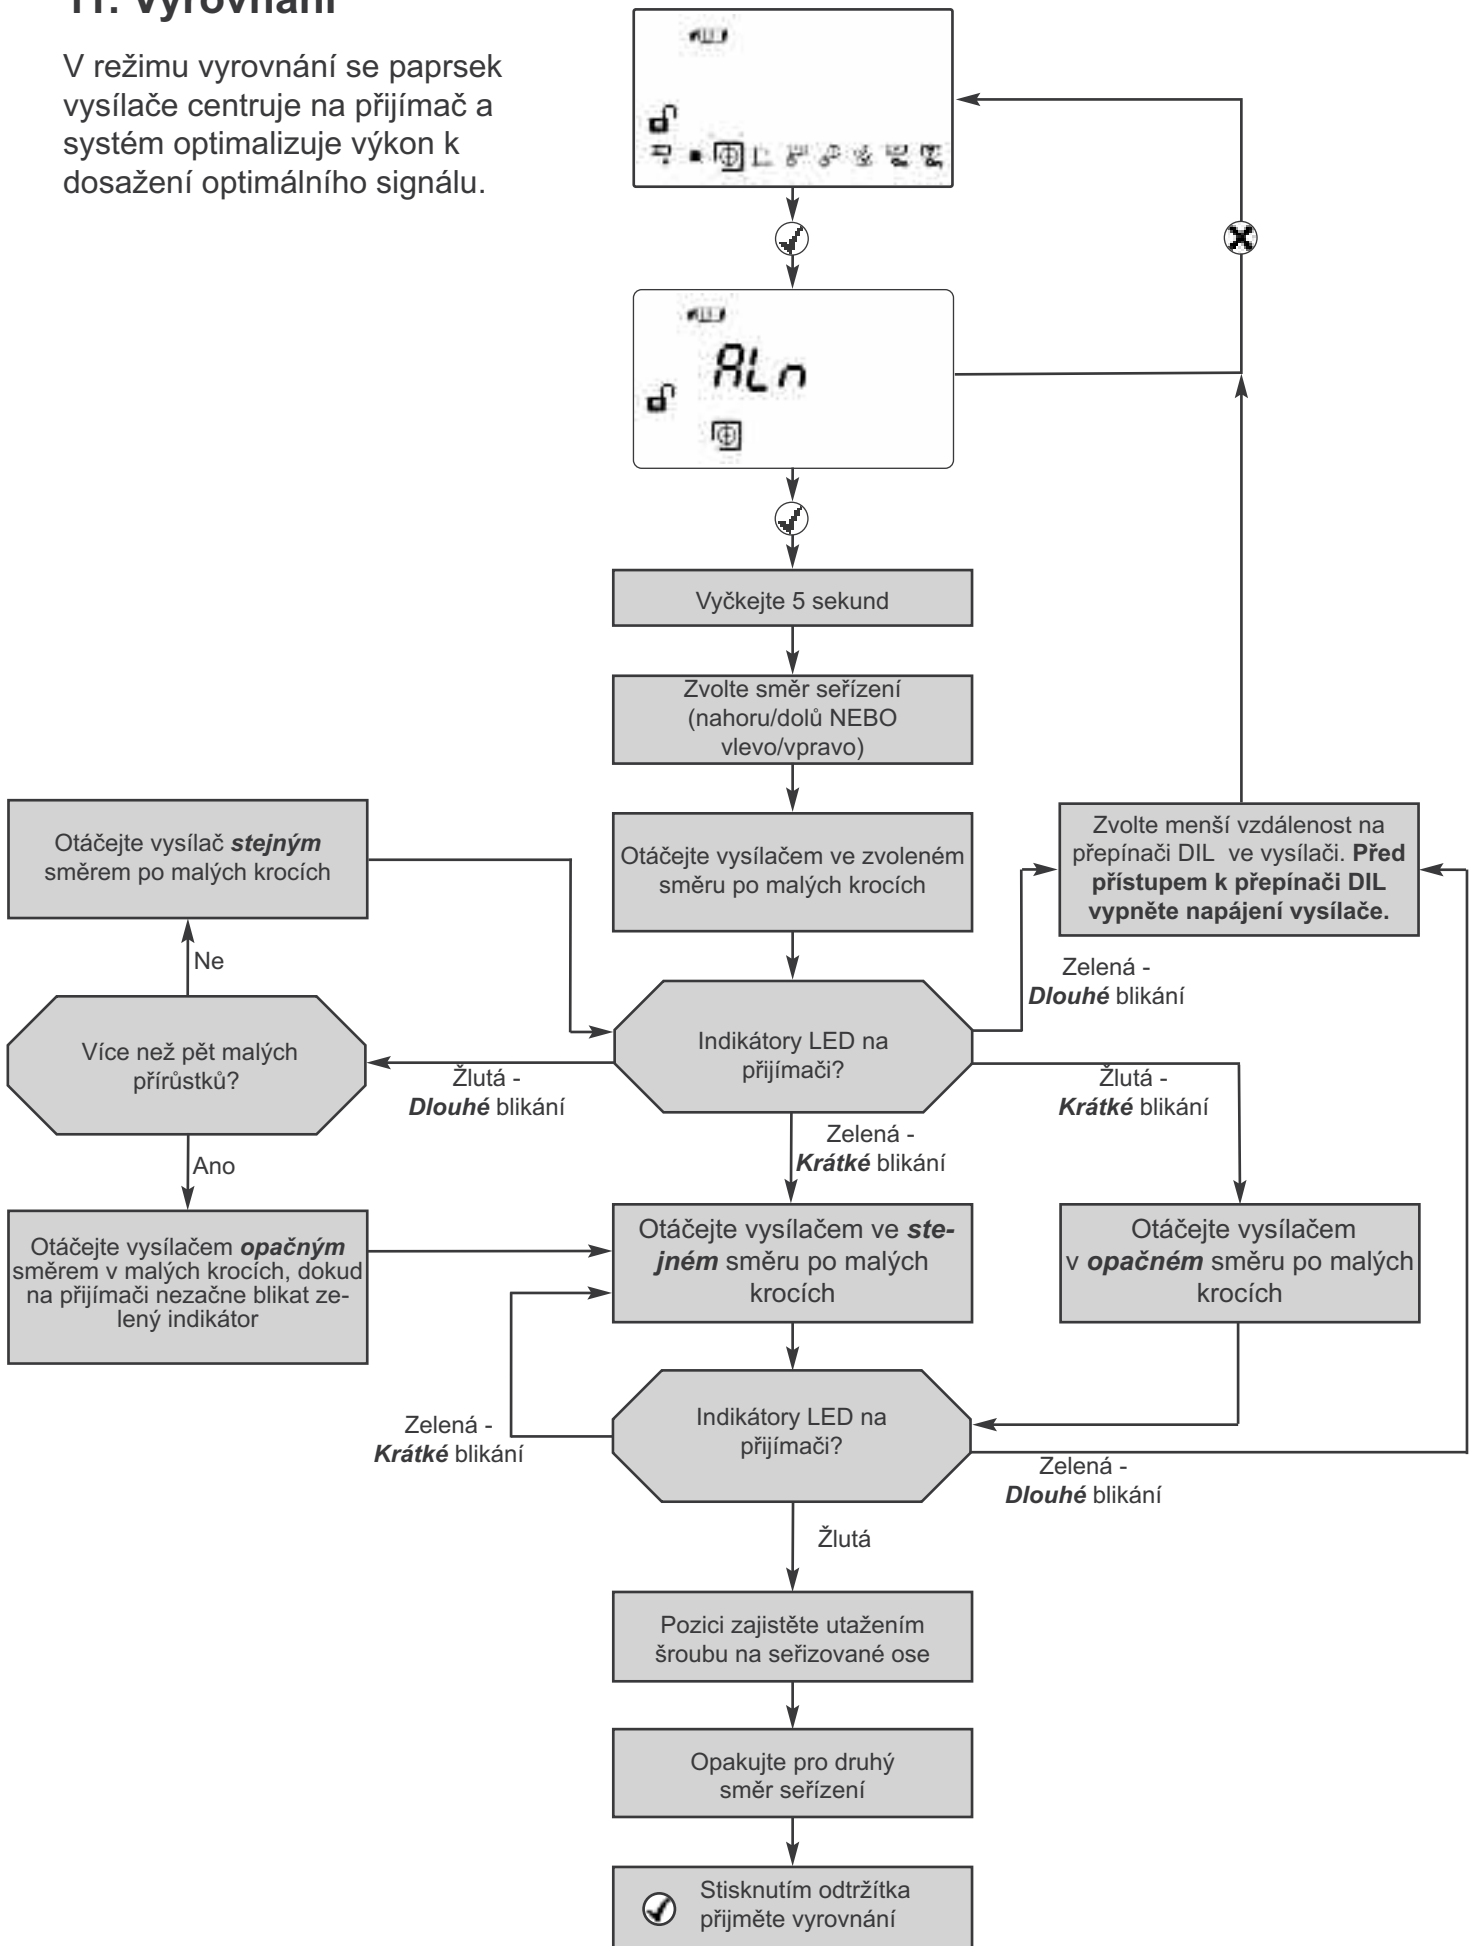 11. Vyrovnání
V režimu vyrovnání se paprsek
vysílače centruje na přijímač a
systém optimalizuje výkon k
dosažení optimálního signálu.
ALn
Vyčkejte 5 sekund
Zvolte směr seřízení
(nahoru/dolů NEBO
vlevo/vpravo)
Otáčejte vysílač stejným
směrem po malých krocích
Otáčejte vysílačem ve zvoleném
směru po malých krocích
Zvolte menší vzdálenost na
přepínači DIL ve vysílači. Před
přístupem k přepínači DIL
vypněte napájení vysílače.
Ne
Zelená -
Dlouhé blikání
Více než pět malých
přírůstků?
Indikátory LED na
přijímači?
Žlutá -
Dlouhé blikání
Žlutá -
Krátké blikání
Zelená -
Krátké blikání
Ano
Otáčejte vysílačem opačným
směrem v malých krocích, dokud
na přijímači nezačne blikat ze-
lený indikátor
Otáčejte vysílačem ve ste-
jném směru po malých
krocích
Otáčejte vysílačem
v opačném směru po malých
krocích
Zelená -
Krátké blikání
Indikátory LED na
přijímači?
Zelená -
Dlouhé blikání
Žlutá
Pozici zajistěte utažením
šroubu na seřizované ose
Opakujte pro druhý
směr seřízení
Stisknutím odtržítka
přijměte vyrovnání